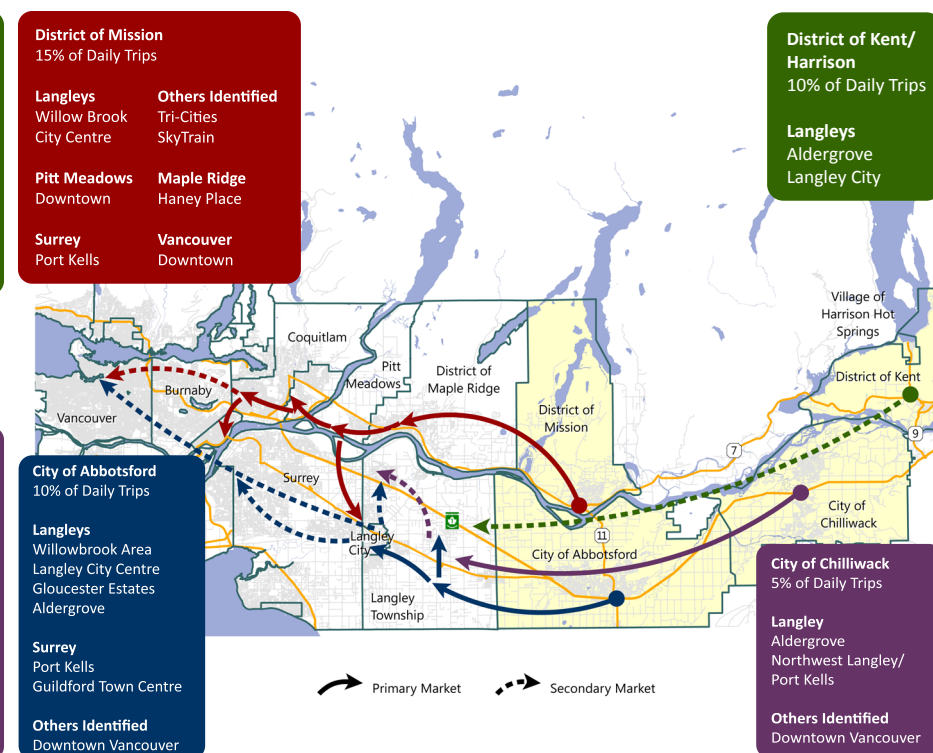 District of Mission
15% of Daily Trips
Langleys
Willow Brook
City Centre
Others Identified
Tri-Cities
SkyTrain
Pitt Meadows
Downtown
Maple Ridge
Haney Place
Surrey
Port Kells
Vancouver
Downtown
District of Kent/
Harrison
10% of Daily Trips
Langleys
Aldergrove
Langley City
Village of
Harrison Hot
Springs
Coquitlam
Pitt
Meadows
District of
Maple Ridge
District of Kent
Burnaby
Vancouver
District of
Mission
9
7
Surrey
City of
Chilliwack
Langley
City
11
City of Abbotsford
Langley
Township
City of Abbotsford
10% of Daily Trips
Langleys
Willowbrook Area
Langley City Centre
Gloucester Estates
Aldergrove
Surrey
Port Kells
Guildford Town Centre
Others Identified
Downtown Vancouver
City of Chilliwack
5% of Daily Trips
Langley
Aldergrove
Northwest Langley/
Port Kells
Others Identified
Downtown Vancouver
Primary Market
Secondary Market